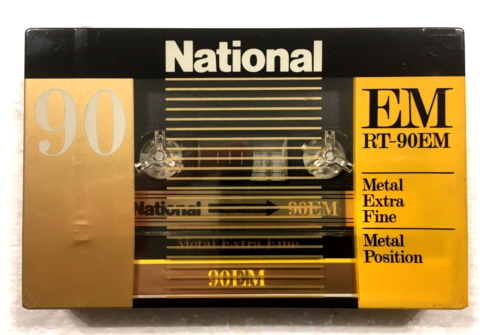 National
90
EM
RT-90EM
Metal
Extra
Fine
Metal
Position
National 90EM
Metal Extra Fine
90EM